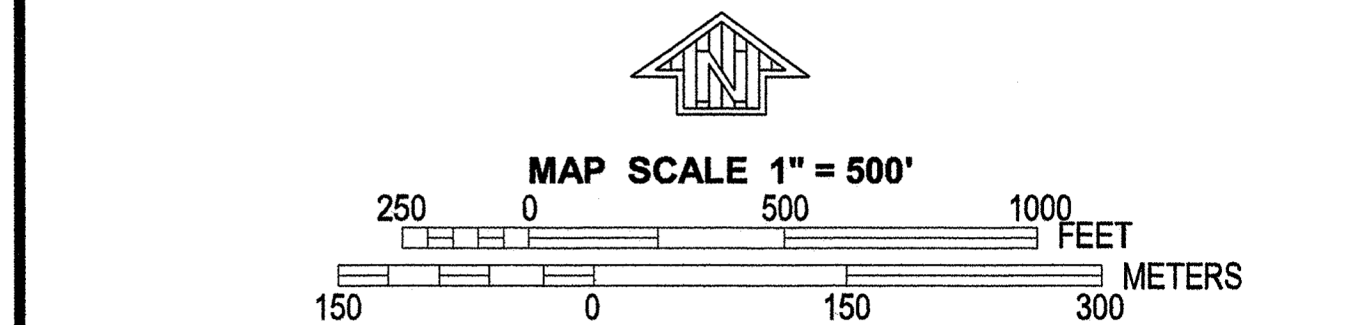 N
MAP SCALE 1" = 500'
250 0 500 1000
FEET
METERS
150 0 150 300